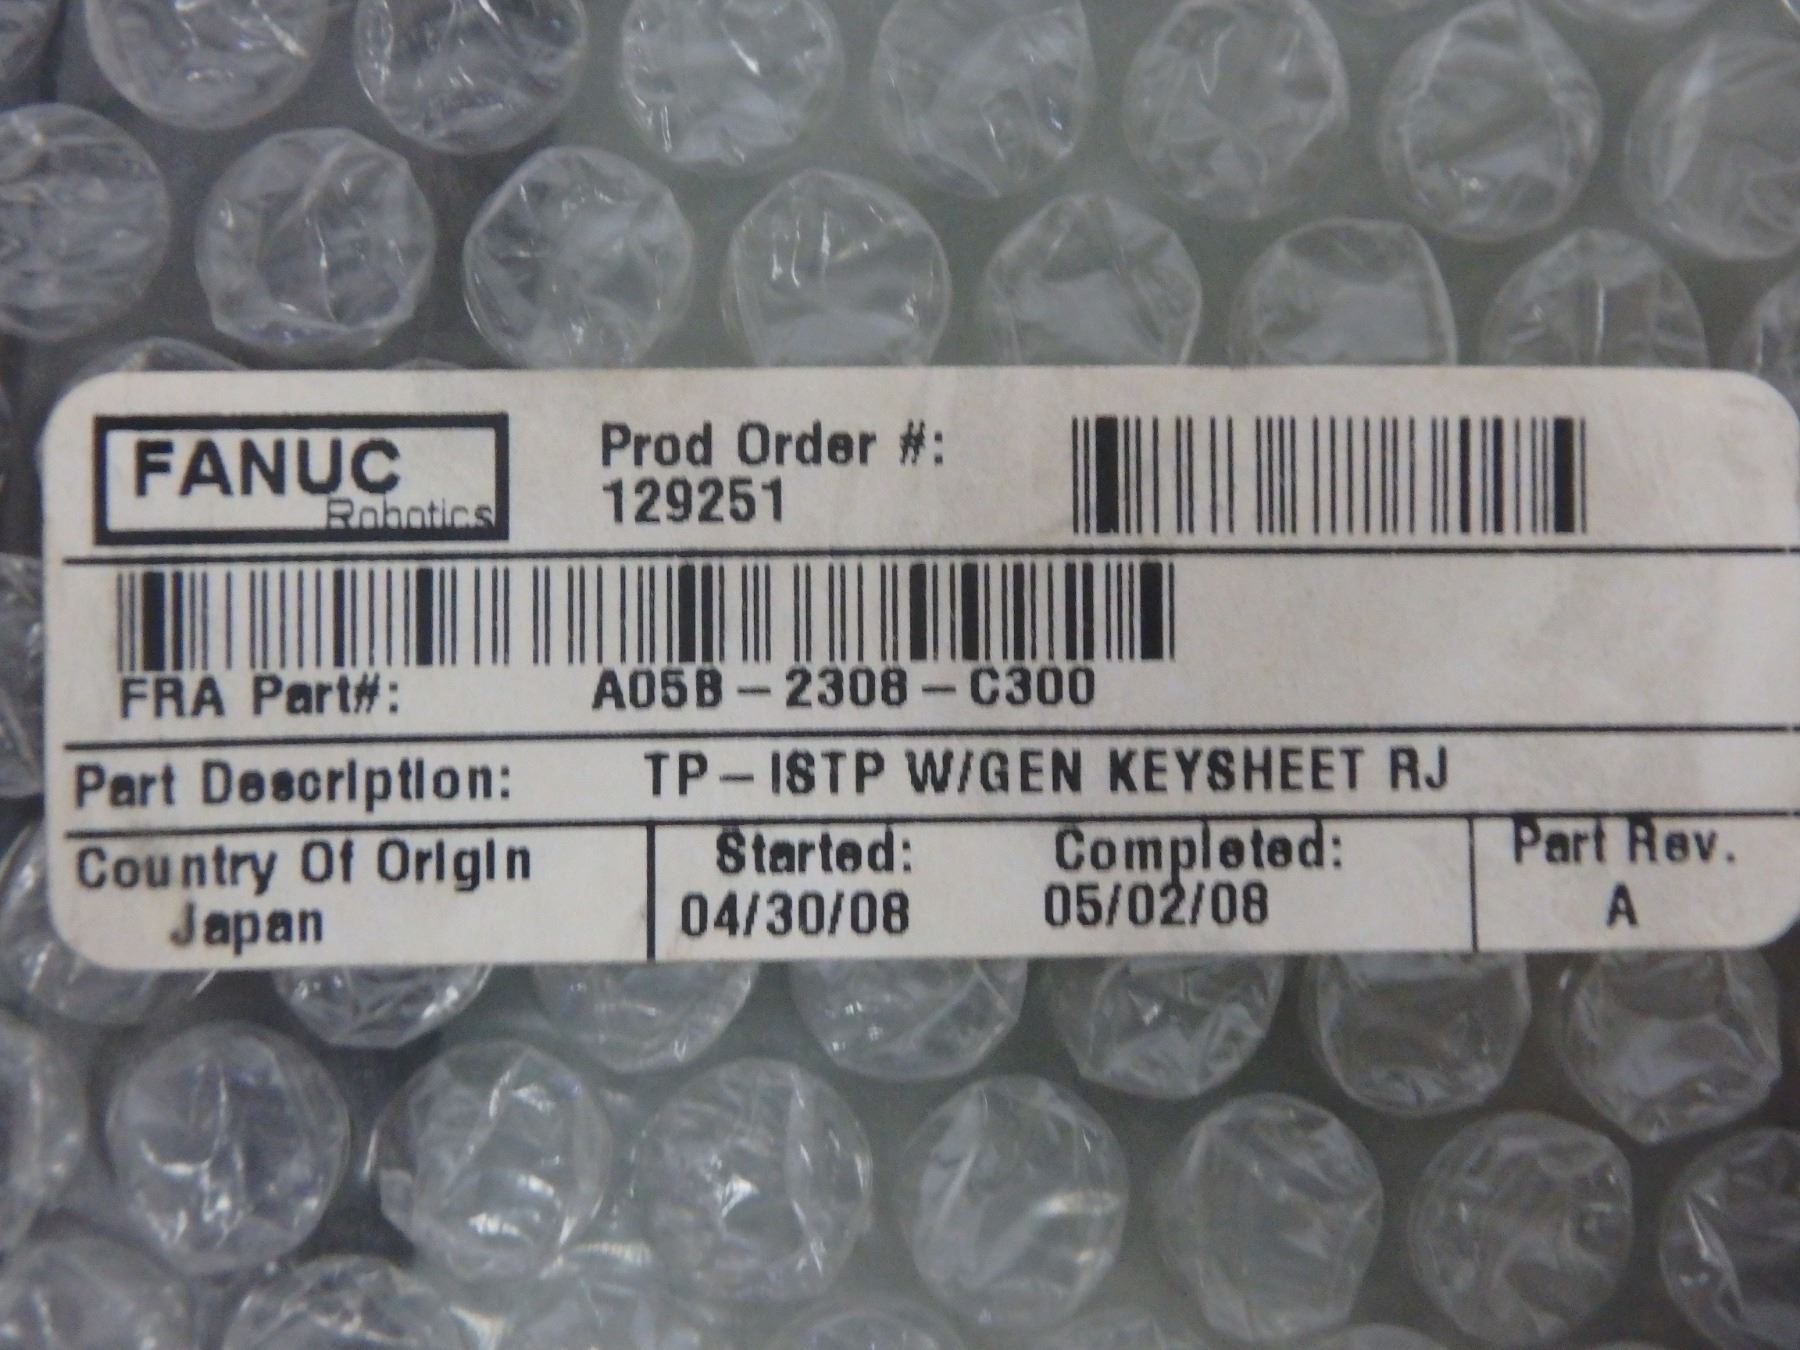 FANUC
Robotics
Prod Order #:
129251
FRA Part#: A05B-2308-C300
Part Description: TP-ISTP W/GEN KEYSHEET RJ
Country Of Origin
Japan
Started:
04/30/08
Completed:
05/02/08
Part Rev.
A